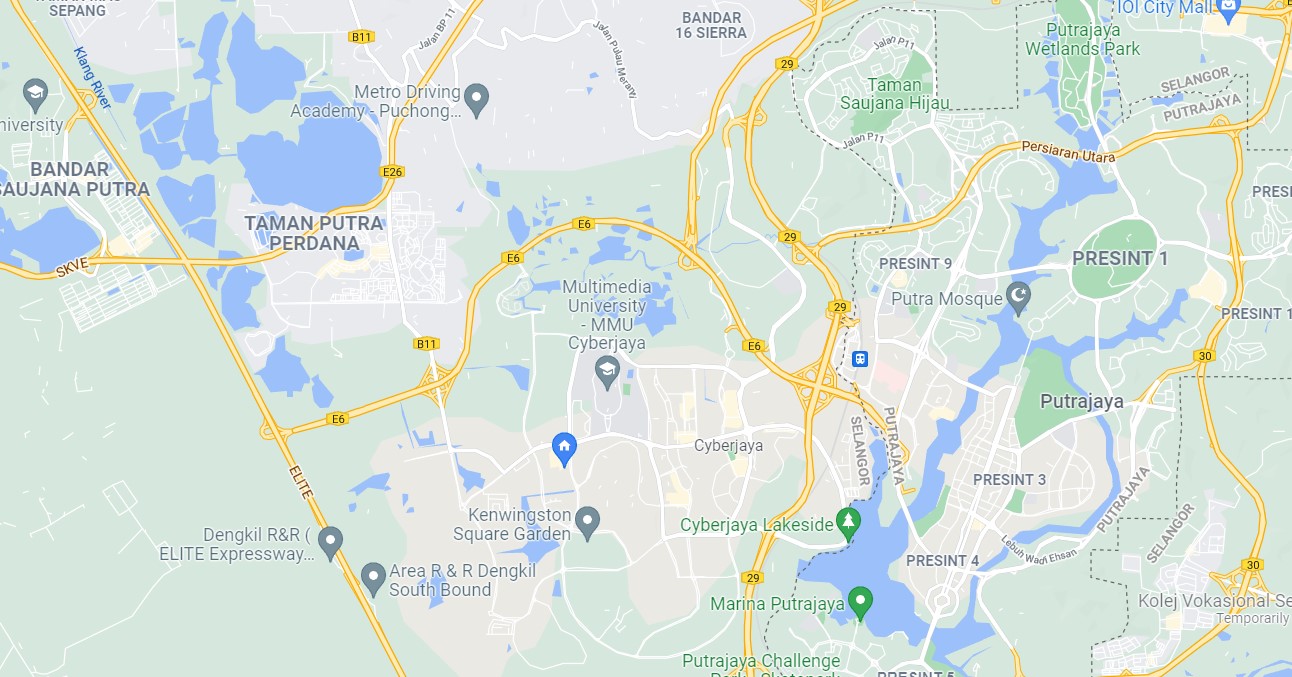 SEPANG
Klang River
B11
Jalan BP 11
BANDAR
16 SIERRA
Jalan Pulau Meranti
29
Jalan P11
Taman
Saujana Hijau
Jalan P11
Putrajaya
Wetlands Park
IOI City Mall
SELANGOR
PUTRAJAYA
Persiaran Utara
Metro Driving
Academy - Puchong...
niversity
BANDAR
SAUJANA PUTRA
E26
TAMAN PUTRA
PERDANA
SKVE
E6
E6
29
PRESINT 9
PRESINT 1
Putra Mosque
PRESINT 1
29
30
Multimedia
University
- MMU
Cyberjaya
B11
E6
E6
Putrajaya
PUTRAJAYA
SELANGOR
Cyberjaya
ELITE
PRESINT 3
PUTRAJAYA
SELANGOR
Kenwingston
Square Garden
Cyberjaya Lakeside
Dengkil R&R (
ELITE Expressway...
Area R & R Dengkil
South Bound
Lebuh Wadi Ehsan
PRESINT 4
29
30
Marina Putrajaya
Kolej Vokasional Se
Temporarily
Putrajaya Challenge
Park - Skatepark
PRESINT 5